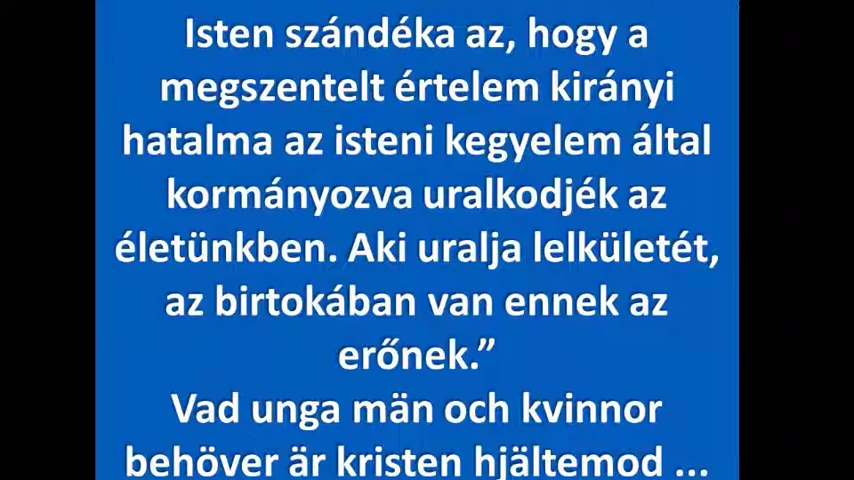 Isten szándéka az, hogy a
megszentelt értelem kirányi
hatalma az isteni kegyelem által
kormányozva uralkodjék az
életünkben. Aki uralja lelkületét,
az birtokában van ennek az
erőnek.”
Vad unga män och kvinnor
behöver är kristen hjältemod ...